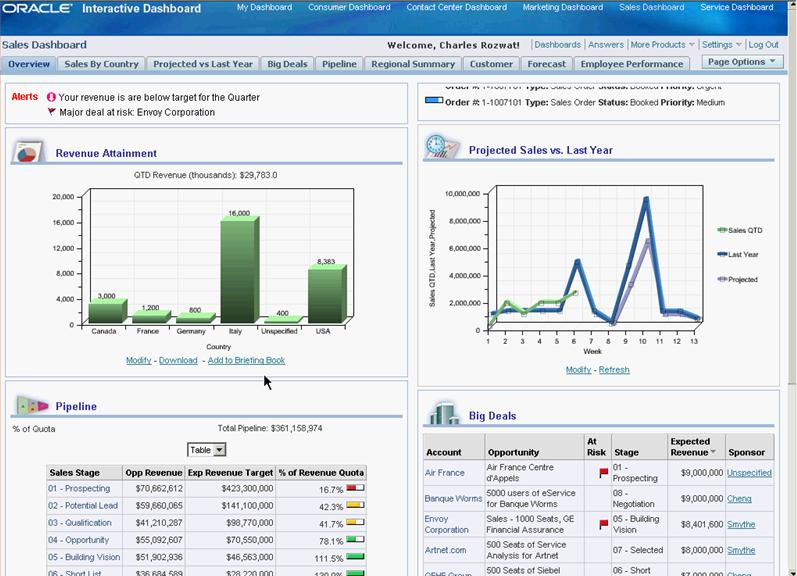 ORACLE Interactive Dashboard
My Dashboard Consumer Dashboard Contact Center Dashboard Marketing Dashboard Sales Dashboard Service Dashboard
Sales Dashboard
Welcome, Charles Rozwat! Dashboards Answers More Products Settings Log Out
Overview Sales By Country Projected vs Last Year Big Deals Pipeline Regional Summary Customer Forecast Employee Performance Page Options
Alerts Your revenue is are below target for the Quarter
Major deal at risk: Envoy Corporation
Order #: 1-1007101 Type: Sales Order Status: Booked Priority: Medium
Revenue Attainment
QTD Revenue (thousands): $29,783.0
20,000
16,000
12,000
8,000
4,000
0
3,000
1,200
800
16,000
400
8,383
Canada France Germany Italy Unspecified USA
Country
Modify - Download - Add to Briefing Book
Projected Sales vs. Last Year
Sales QTD,Last Year,Projected
10,000,000
8,000,000
6,000,000
4,000,000
2,000,000
0
1 2 3 4 5 6 7 8 9 10 11 12 13
Week
Sales QTD
Last Year
Projected
Modify - Refresh
Pipeline
% of Quota Total Pipeline: $361,158,974
Table
Sales Stage Opp Revenue Exp Revenue Target % of Revenue Quota
01 - Prospecting $70,662,612 $423,300,000 16.7%
02 - Potential Lead $59,660,065 $141,100,000 42.3%
03 - Qualification $41,210,287 $98,770,000 41.7%
04 - Opportunity $55,092,607 $70,550,000 78.1%
05 - Building Vision $51,902,936 $46,563,000 111.5%
06 - Short List $36,684,589 $28,220,000 130.0%
Big Deals
Account Opportunity At Risk Stage Expected Revenue Sponsor
Air France Air France Centre d'Appels 01 - Prospecting $9,000,000 Unspecified
Banque Worms 5000 users of eService for Banque Worms 08 - Negotiation $9,000,000 Cheng
Envoy Corporation Sales - 1000 Seats, GE Financial Assurance 05 - Building Vision $8,401,600 Smythe
Artnet.com 500 Seats of Service Analysis for Artnet 07 - Selected $8,000,000 Smythe
500 Seats of Siebel 06 - Short $7,000,000 Cheng